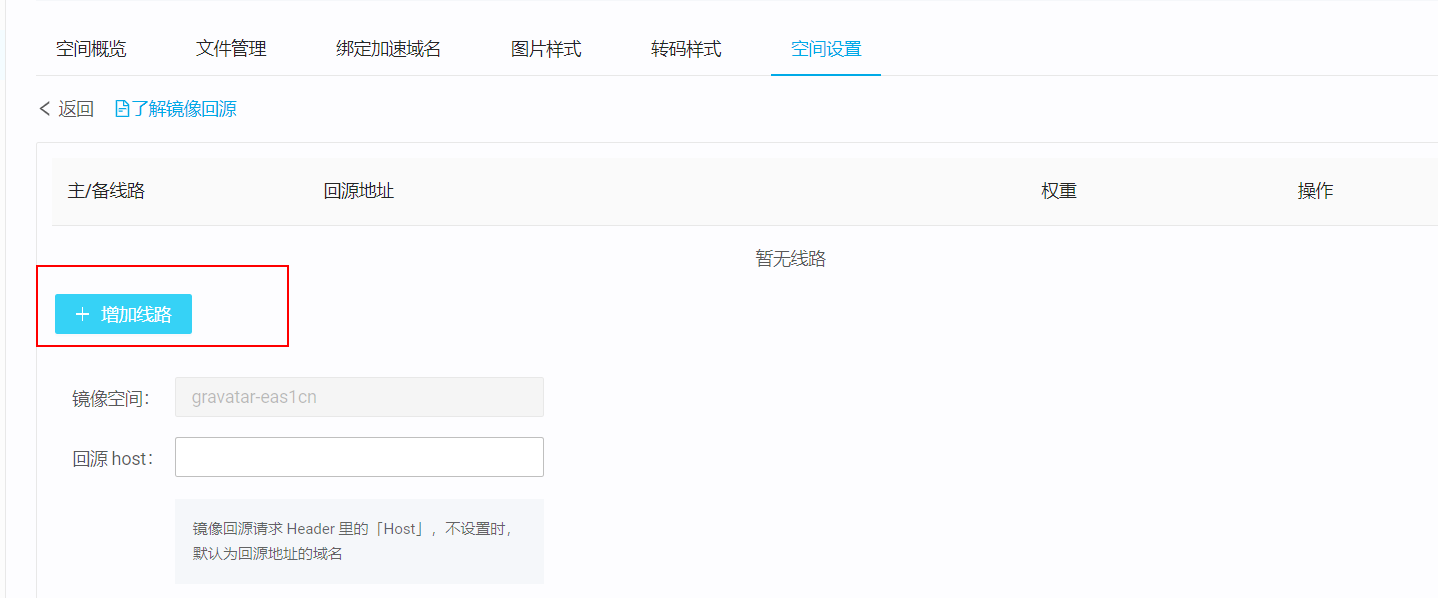 空间概览 文件管理 绑定加速域名 图片样式 转码样式 空间设置
返回 了解镜像回源
主/备线路 回源地址 权重 操作
暂无线路
+ 增加线路
镜像空间： gravatar-eas1cn
回源 host：
镜像回源请求 Header 里的「Host」，不设置时，
默认为回源地址的域名